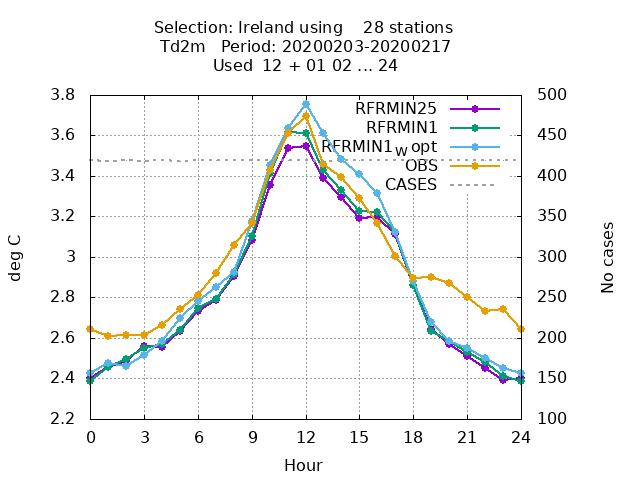 Selection: Ireland using    28 stations
Td2m   Period: 20200203-20200217
Used  12 + 01 02 ... 24
3.8
3.6
3.4
3.2
3
2.8
2.6
2.4
2.2
deg C
500
450
400
350
300
250
200
150
100
No cases
RFRMIN25
RFRMIN1
RFRMIN1w opt
OBS
CASES
0 3 6 9 12 15 18 21 24
Hour